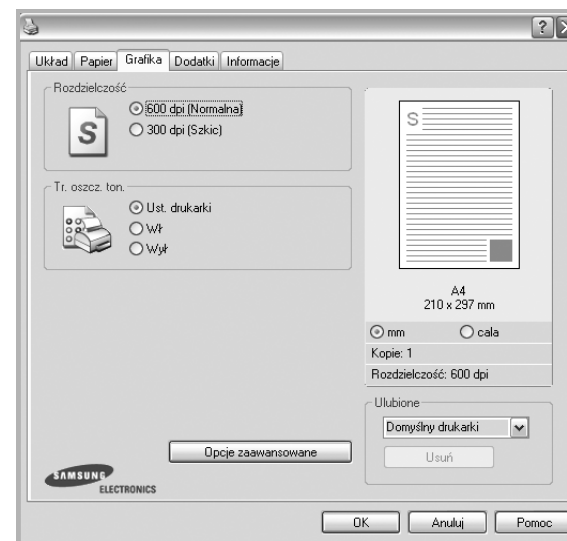 Układ Papier Grafika Dodatki Informacje
Rozdzielczość
600 dpi (Normalna)
300 dpi (Szkic)
S
Tr. oszcz. ton.
Ust. drukarki
Wł
Wył
S
A4
210 x 297 mm
mm cala
Kopie: 1
Rozdzielczość: 600 dpi
Ulubione
Domyślny drukarki
Usuń
Opcje zaawansowane
SAMSUNG
ELECTRONICS
OK Anuluj Pomoc